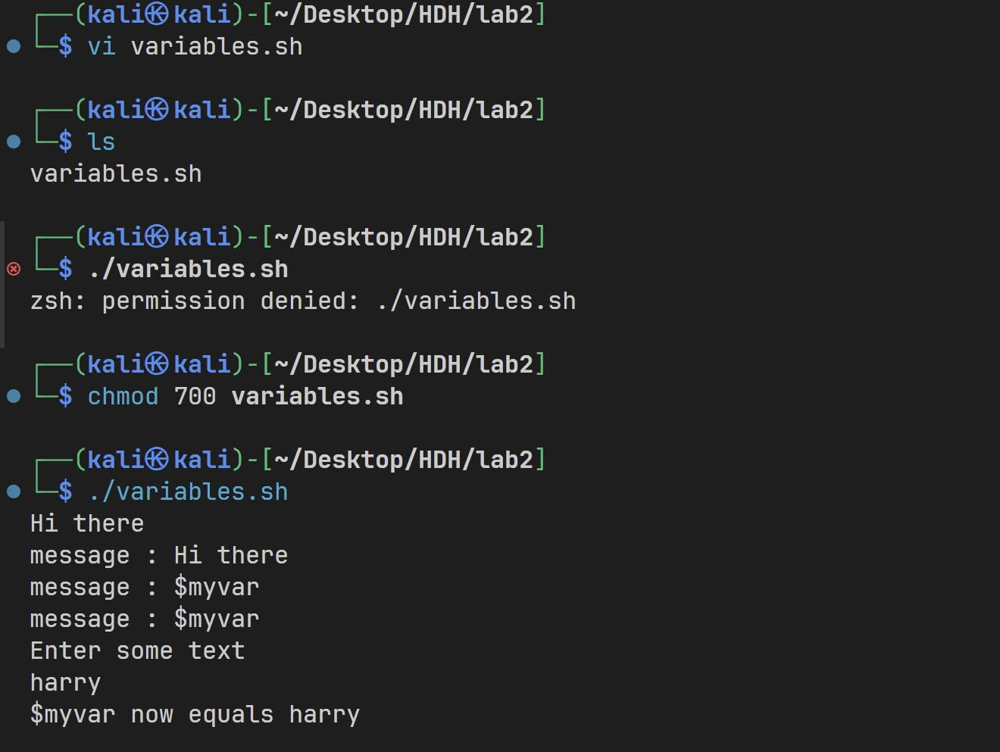 ┌──(kali㉿kali)-[~/Desktop/HDH/lab2]
└─$ vi variables.sh
┌──(kali㉿kali)-[~/Desktop/HDH/lab2]
└─$ ls
variables.sh
┌──(kali㉿kali)-[~/Desktop/HDH/lab2]
└─$ ./variables.sh
zsh: permission denied: ./variables.sh
┌──(kali㉿kali)-[~/Desktop/HDH/lab2]
└─$ chmod 700 variables.sh
┌──(kali㉿kali)-[~/Desktop/HDH/lab2]
└─$ ./variables.sh
Hi there
message : Hi there
message : $myvar
message : $myvar
Enter some text
harry
$myvar now equals harry